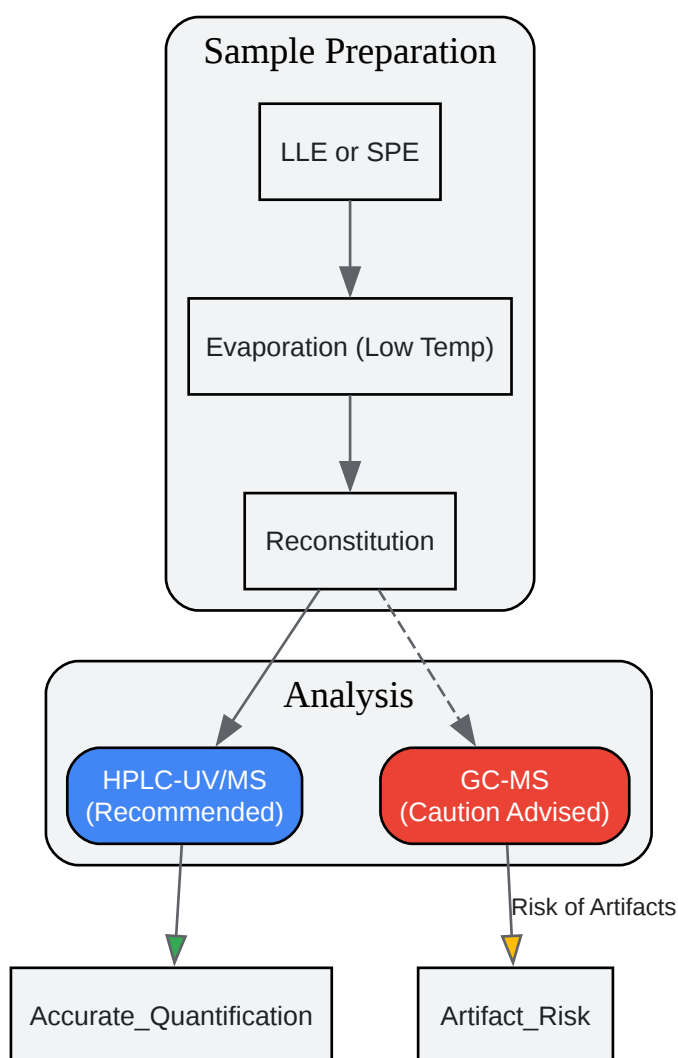 Sample Preparation
LLE or SPE
Evaporation (Low Temp)
Reconstitution
Analysis
HPLC-UV/MS
(Recommended)
GC-MS
(Caution Advised)
Risk of Artifacts
Accurate_Quantification
Artifact_Risk